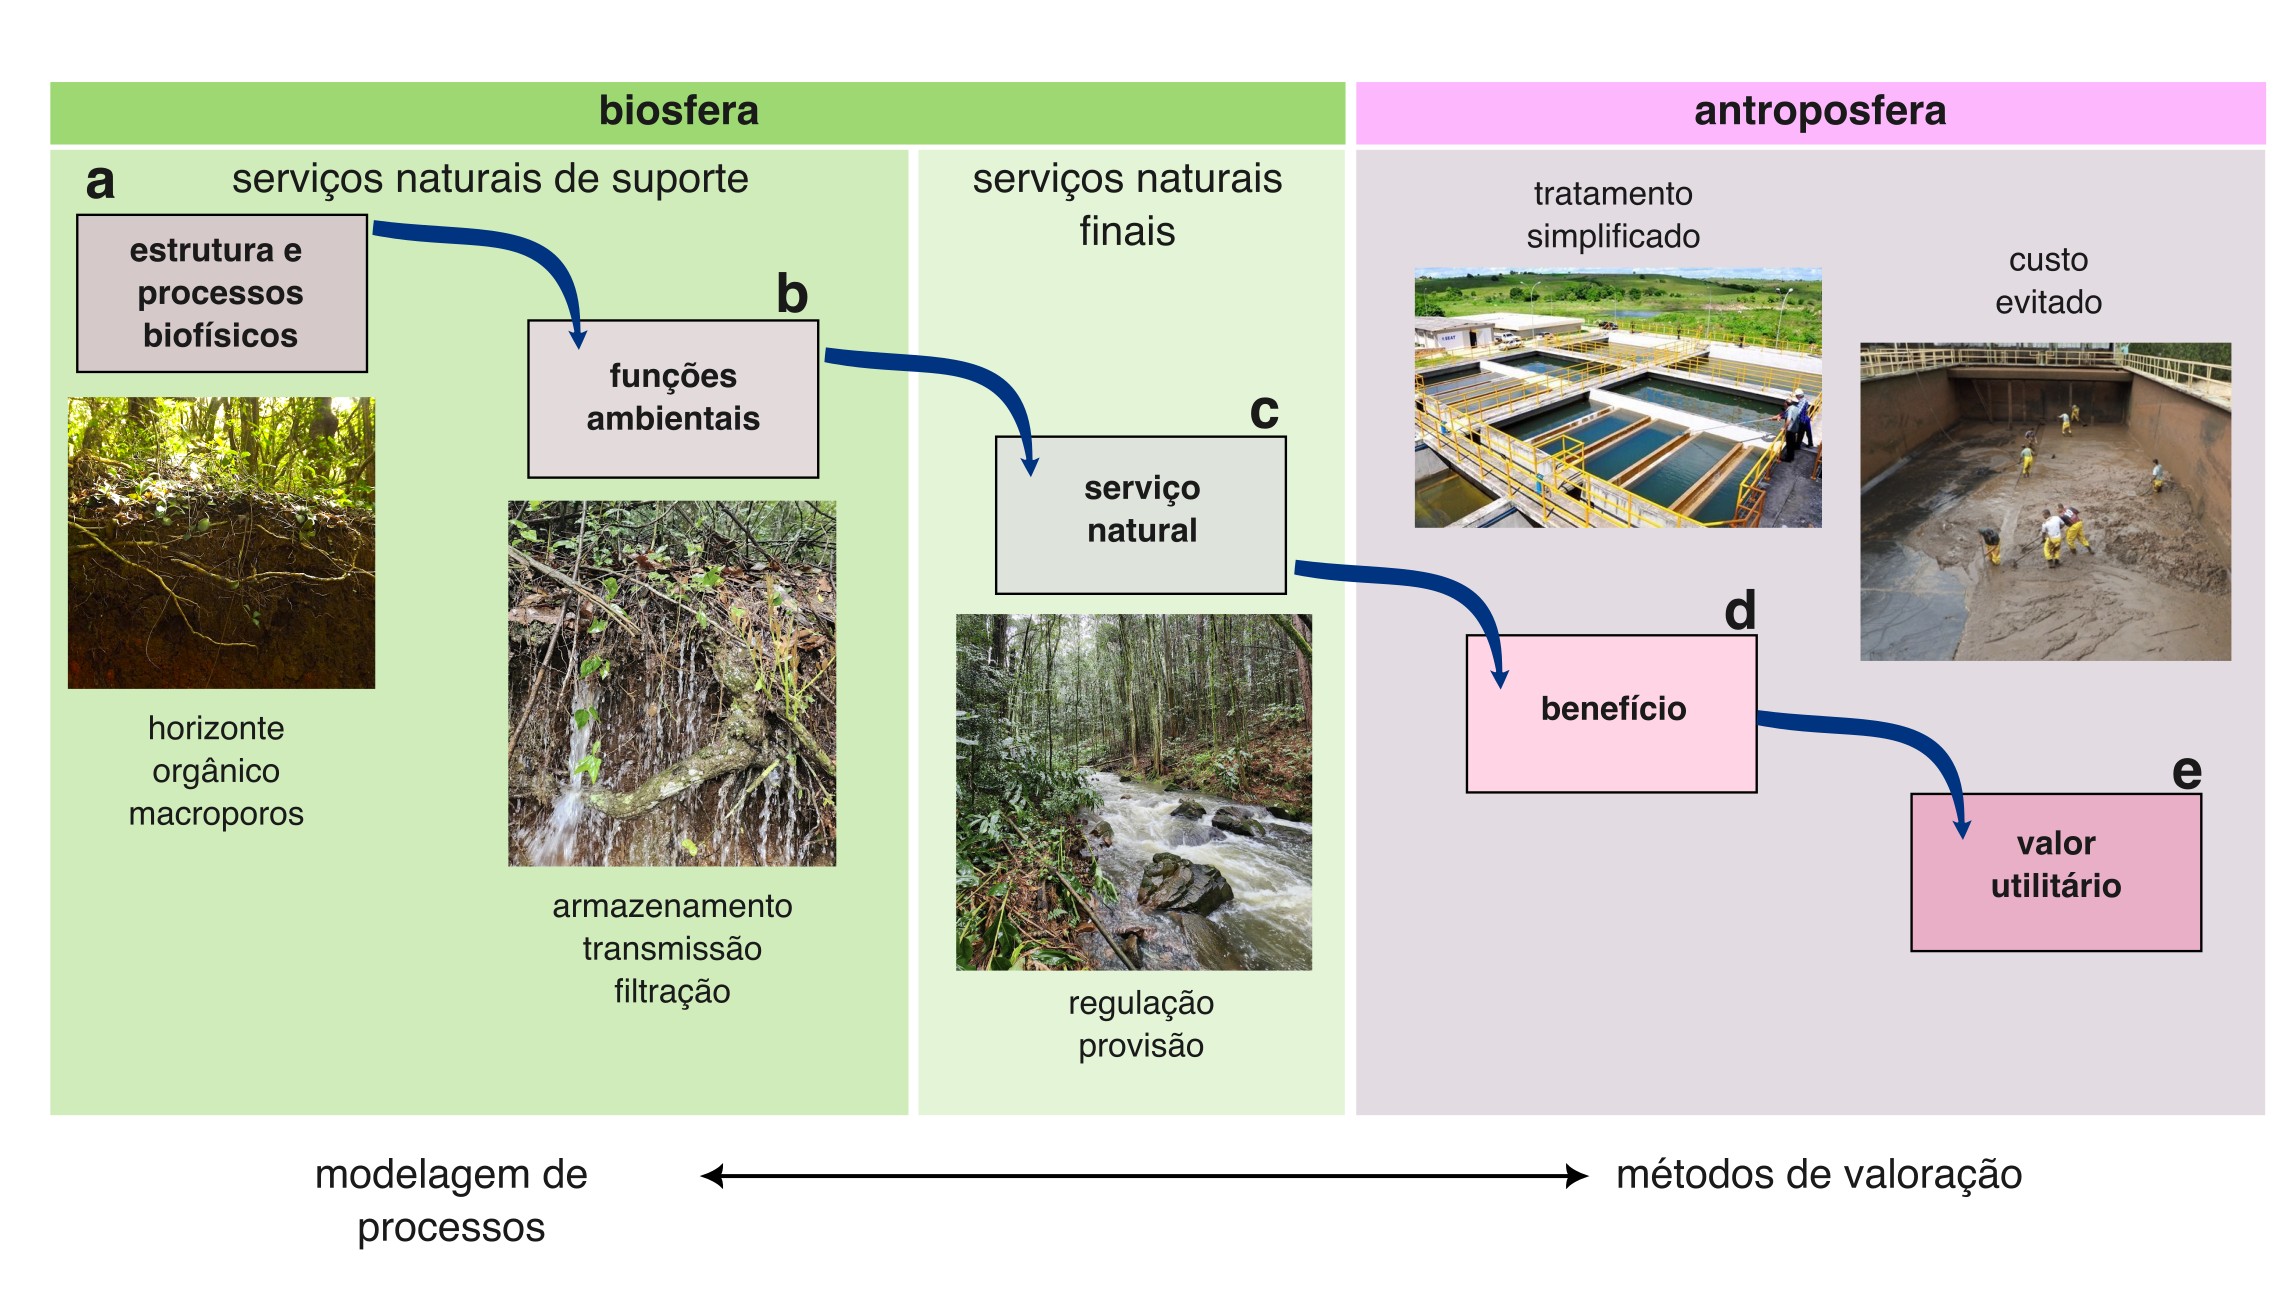 biosfera
antroposfera
a
serviços naturais de suporte
estrutura e
processos
biofísicos
horizonte
orgânico
macroporos
b
funções
ambientais
armazenamento
transmissão
filtração
serviços naturais
finais
c
serviço
natural
regulação
provisão
tratamento
simplificado
custo
evitado
d
benefício
e
valor
utilitário
modelagem de
processos
métodos de valoração